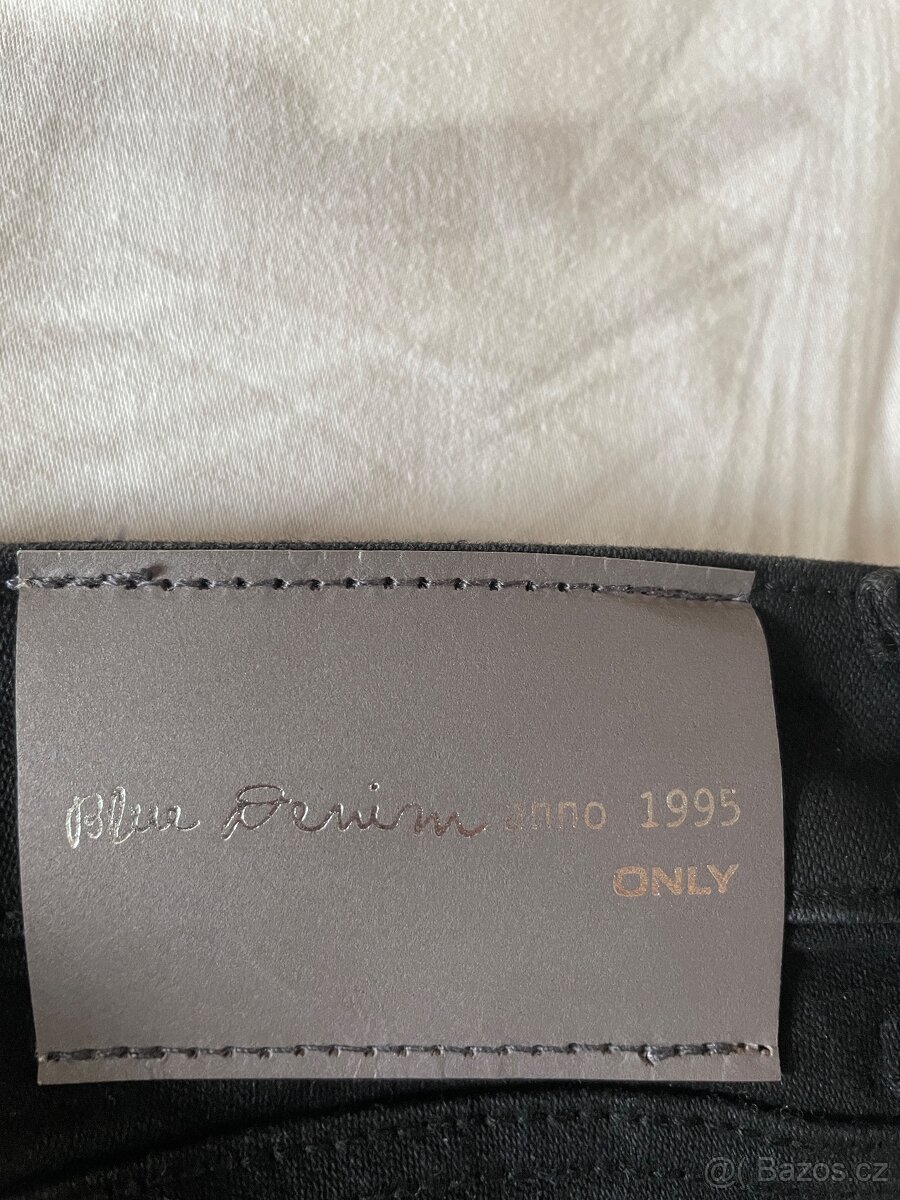 Blue Denim anno 1995
ONLY
@ Bazos.cz